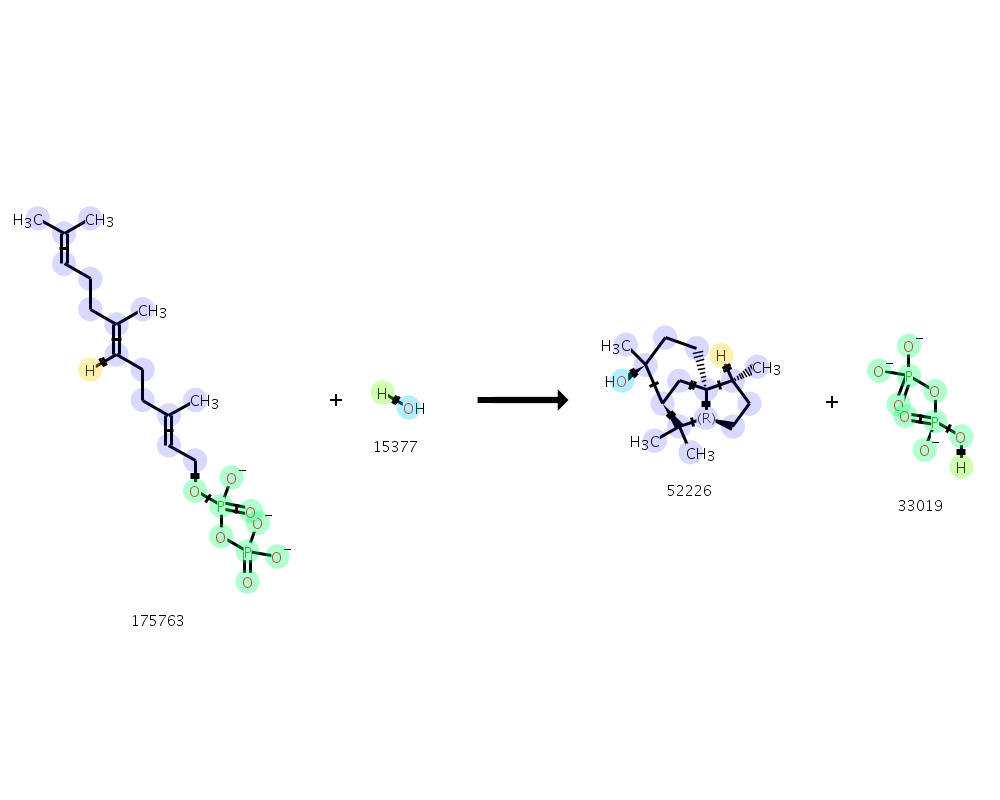 H3C CH3
CH3
H
CH3
O O−
P O
O−
O P O−
O
175763
+
H
OH
15377
H3C
HO
H
CH3
(R)
H3C
CH3
52226
+
O−
O− P
O
O O
P O
O−
H
33019